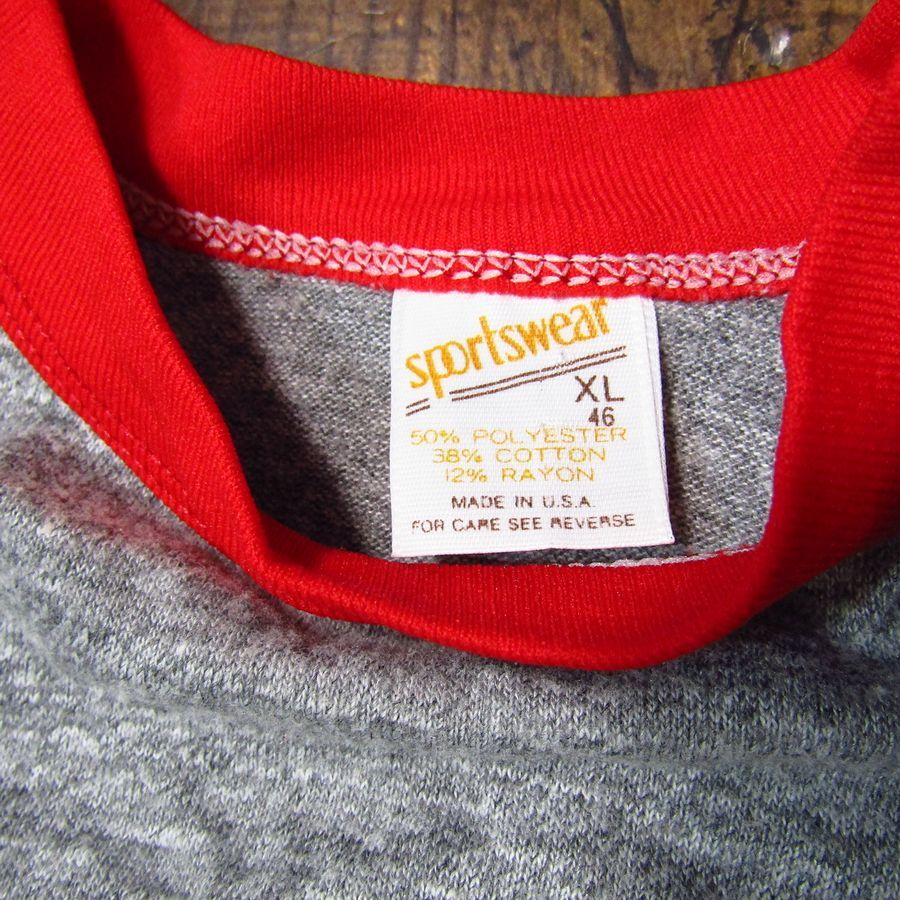 sportswear
XL
46
50% POLYESTER
38% COTTON
12% RAYON
MADE IN U.S.A.
FOR CARE SEE REVERSE